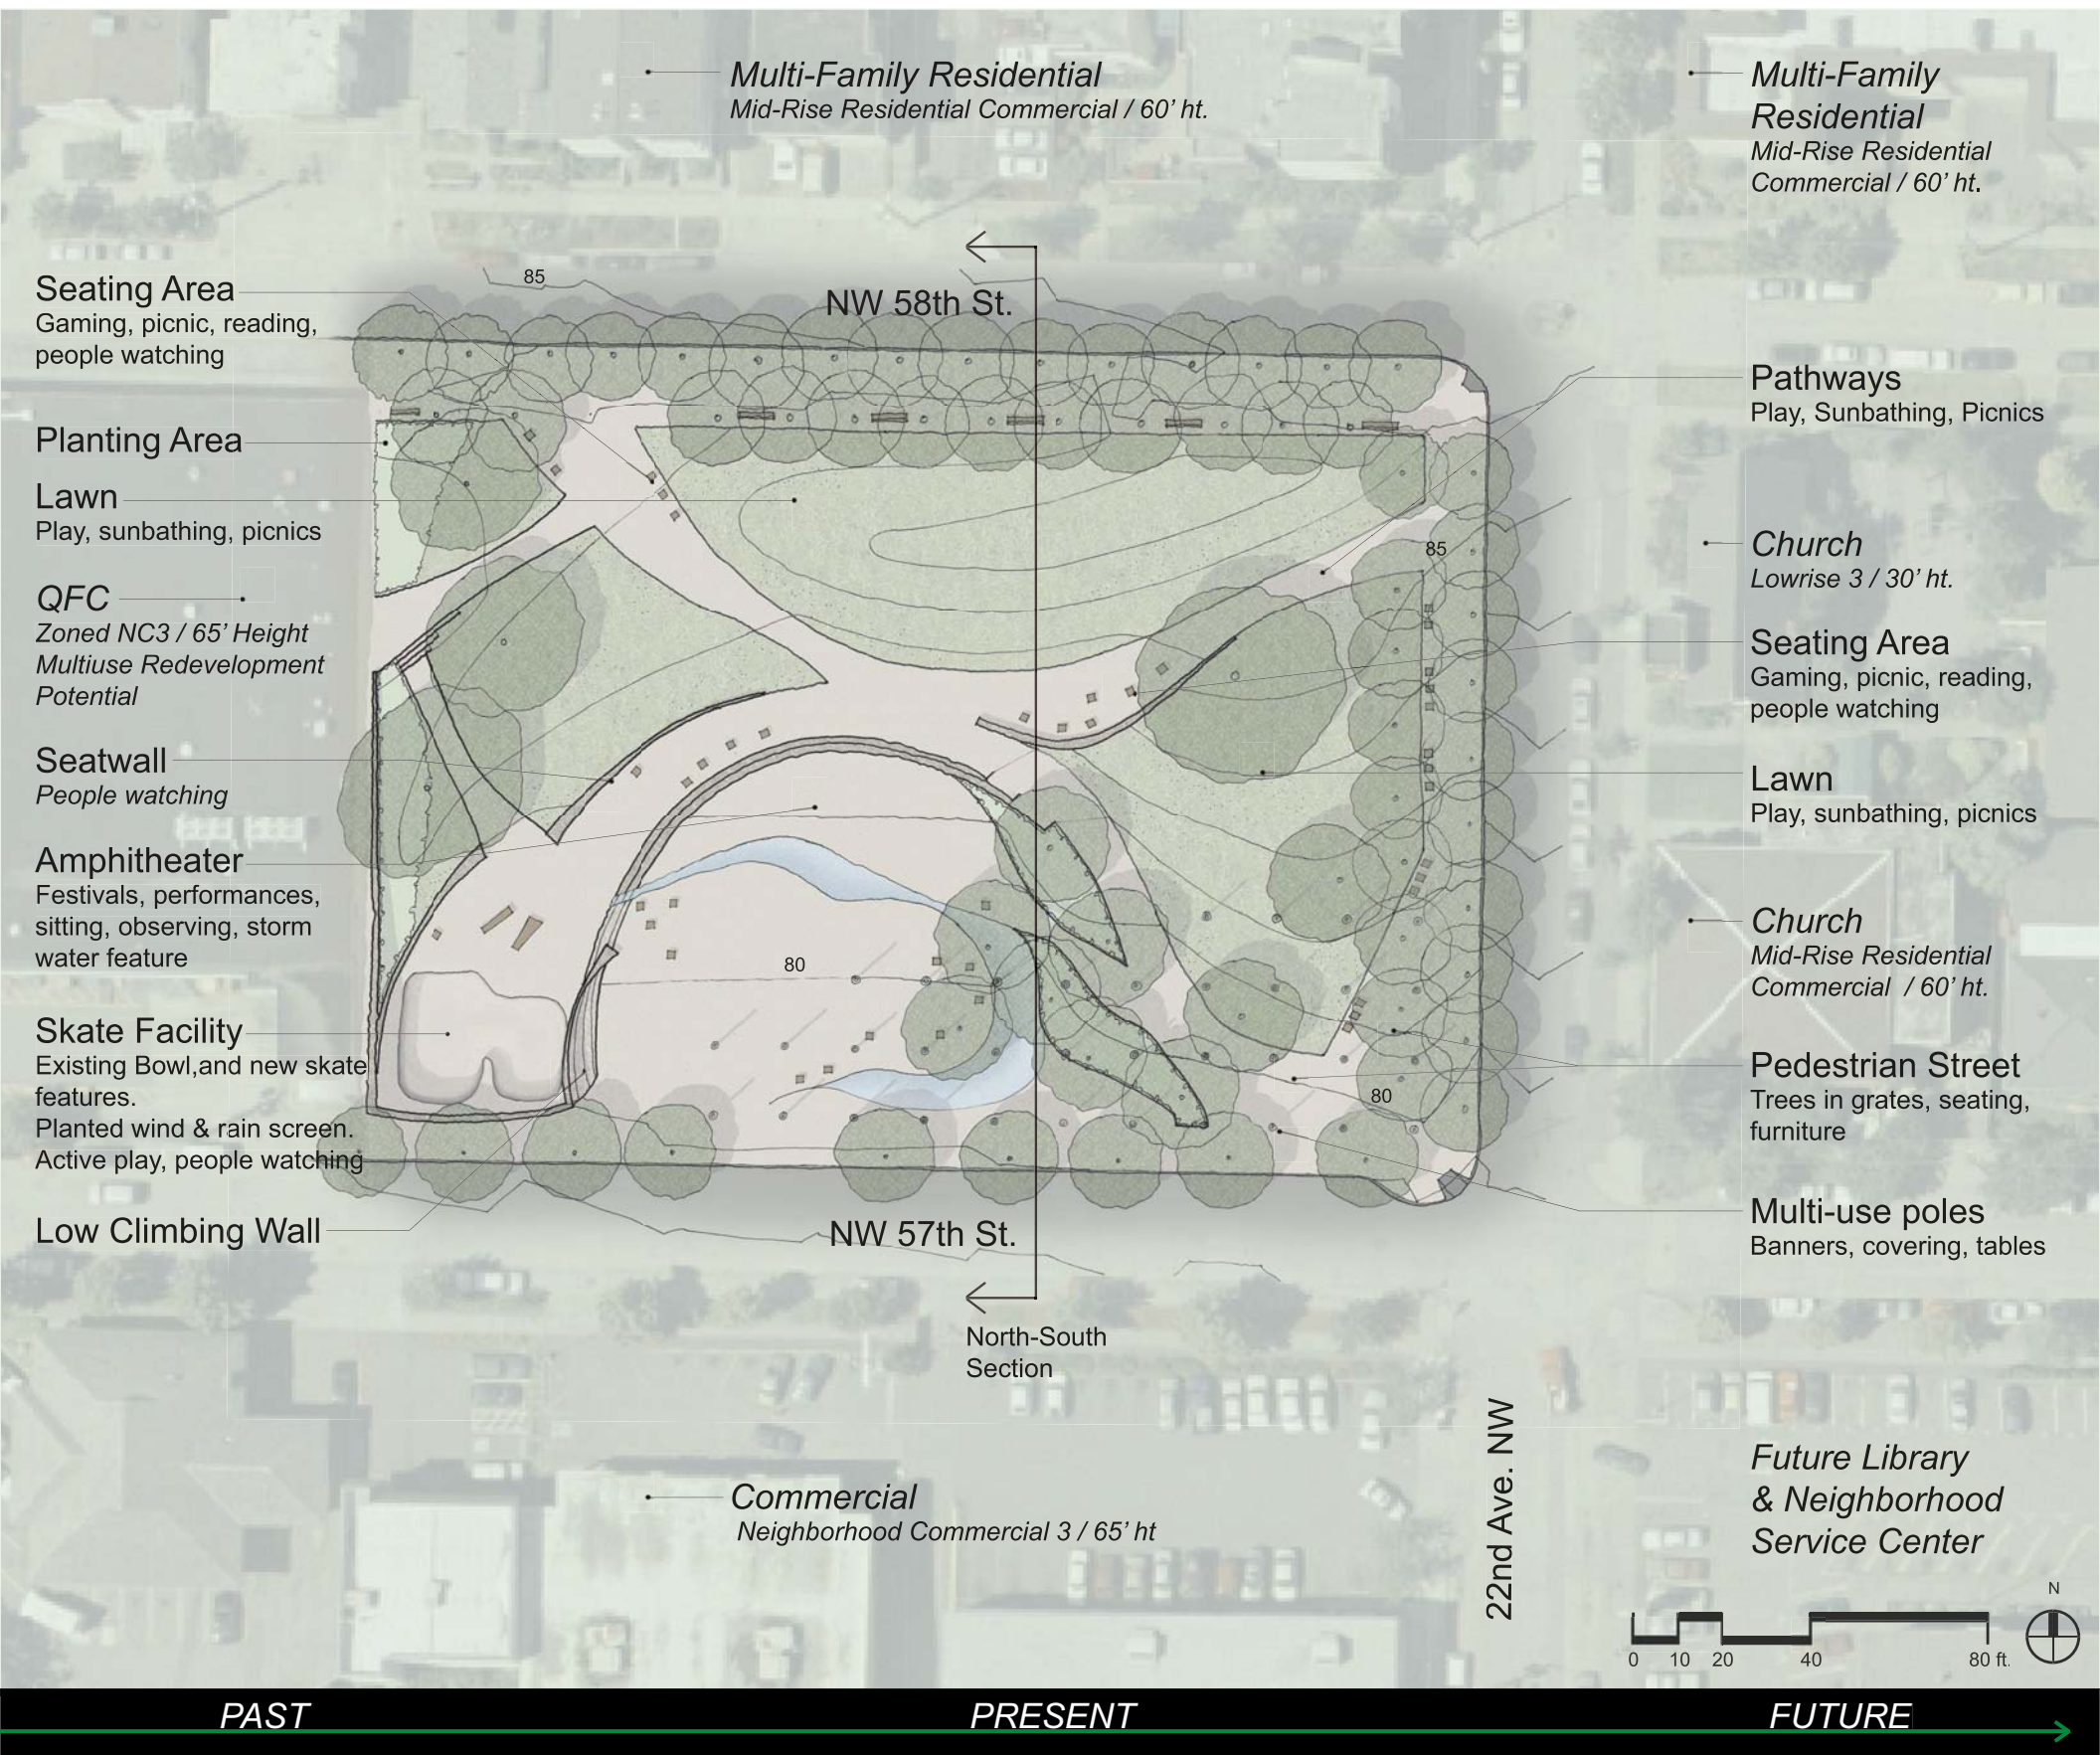 Multi-Family Residential
Mid-Rise Residential Commercial / 60’ ht.
Multi-Family
Residential
Mid-Rise Residential
Commercial / 60’ ht.
85
NW 58th St.
Seating Area
Gaming, picnic, reading,
people watching
Planting Area
Lawn
Play, sunbathing, picnics
QFC
Zoned NC3 / 65’ Height
Multiuse Redevelopment
Potential
Seatwall
People watching
Amphitheater
Festivals, performances,
sitting, observing, storm
water feature
Skate Facility
Existing Bowl,and new skate
features.
Planted wind & rain screen.
Active play, people watching
Low Climbing Wall
85
80
80
Pathways
Play, Sunbathing, Picnics
Church
Lowrise 3 / 30’ ht.
Seating Area
Gaming, picnic, reading,
people watching
Lawn
Play, sunbathing, picnics
Church
Mid-Rise Residential
Commercial / 60’ ht.
Pedestrian Street
Trees in grates, seating,
furniture
Multi-use poles
Banners, covering, tables
NW 57th St.
North-South
Section
22nd Ave. NW
Commercial
Neighborhood Commercial 3 / 65’ ht
Future Library
& Neighborhood
Service Center
N
0 10 20 40 80 ft.
PAST PRESENT FUTURE